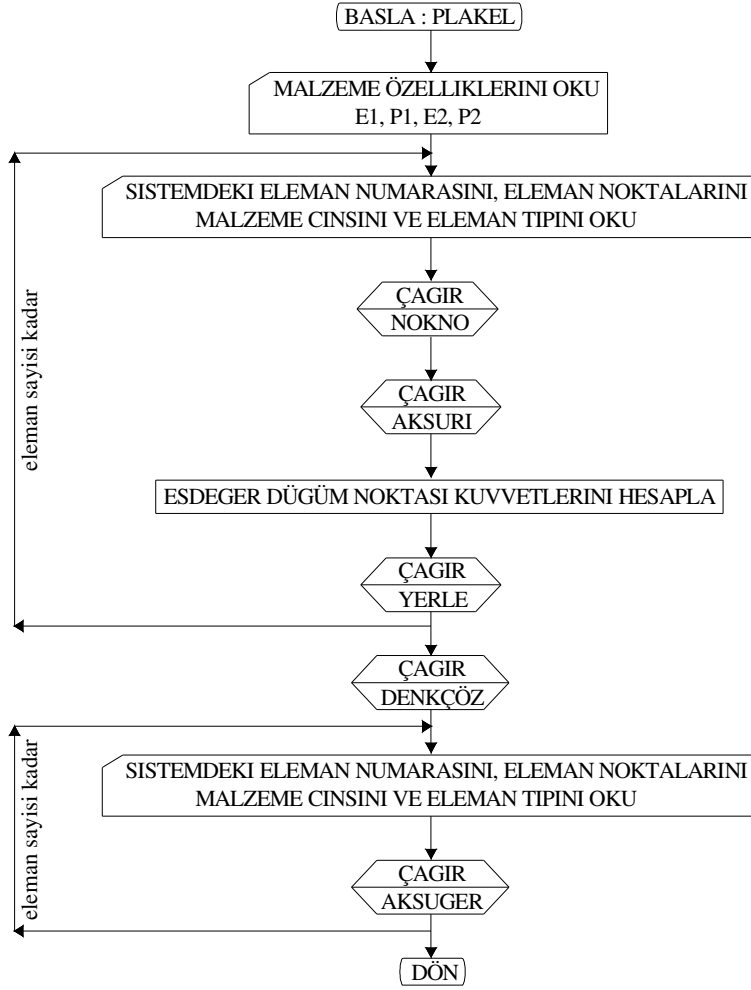 BASLA : PLAKEL
MALZEME ÖZELLIKLERINI OKU
E1, P1, E2, P2
SISTEMDEKI ELEMAN NUMARASINI, ELEMAN NOKTALARINI
MALZEME CINSINI VE ELEMAN TIPINI OKU
ÇAGIR
NOKNO
eleman sayisi kadar
ÇAGIR
AKSURI
ESDEGER DÜGÜM NOKTASI KUVVETLERINI HESAPLA
ÇAGIR
YERLE
ÇAGIR
DENKÇÖZ
SISTEMDEKI ELEMAN NUMARASINI, ELEMAN NOKTALARINI
MALZEME CINSINI VE ELEMAN TIPINI OKU
eleman sayisi kadar
ÇAGIR
AKSUGER
DÖN